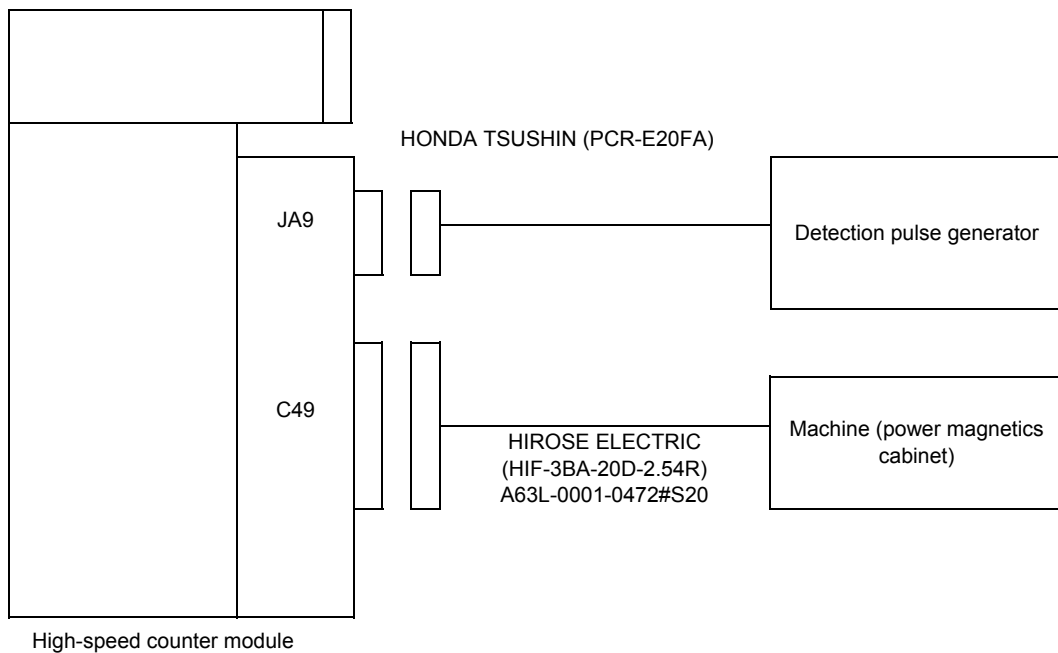 HONDA TSUSHIN (PCR-E20FA)
JA9
Detection pulse generator
C49
HIROSE ELECTRIC
(HIF-3BA-20D-2.54R)
A63L-0001-0472#S20
Machine (power magnetics
cabinet)
High-speed counter module